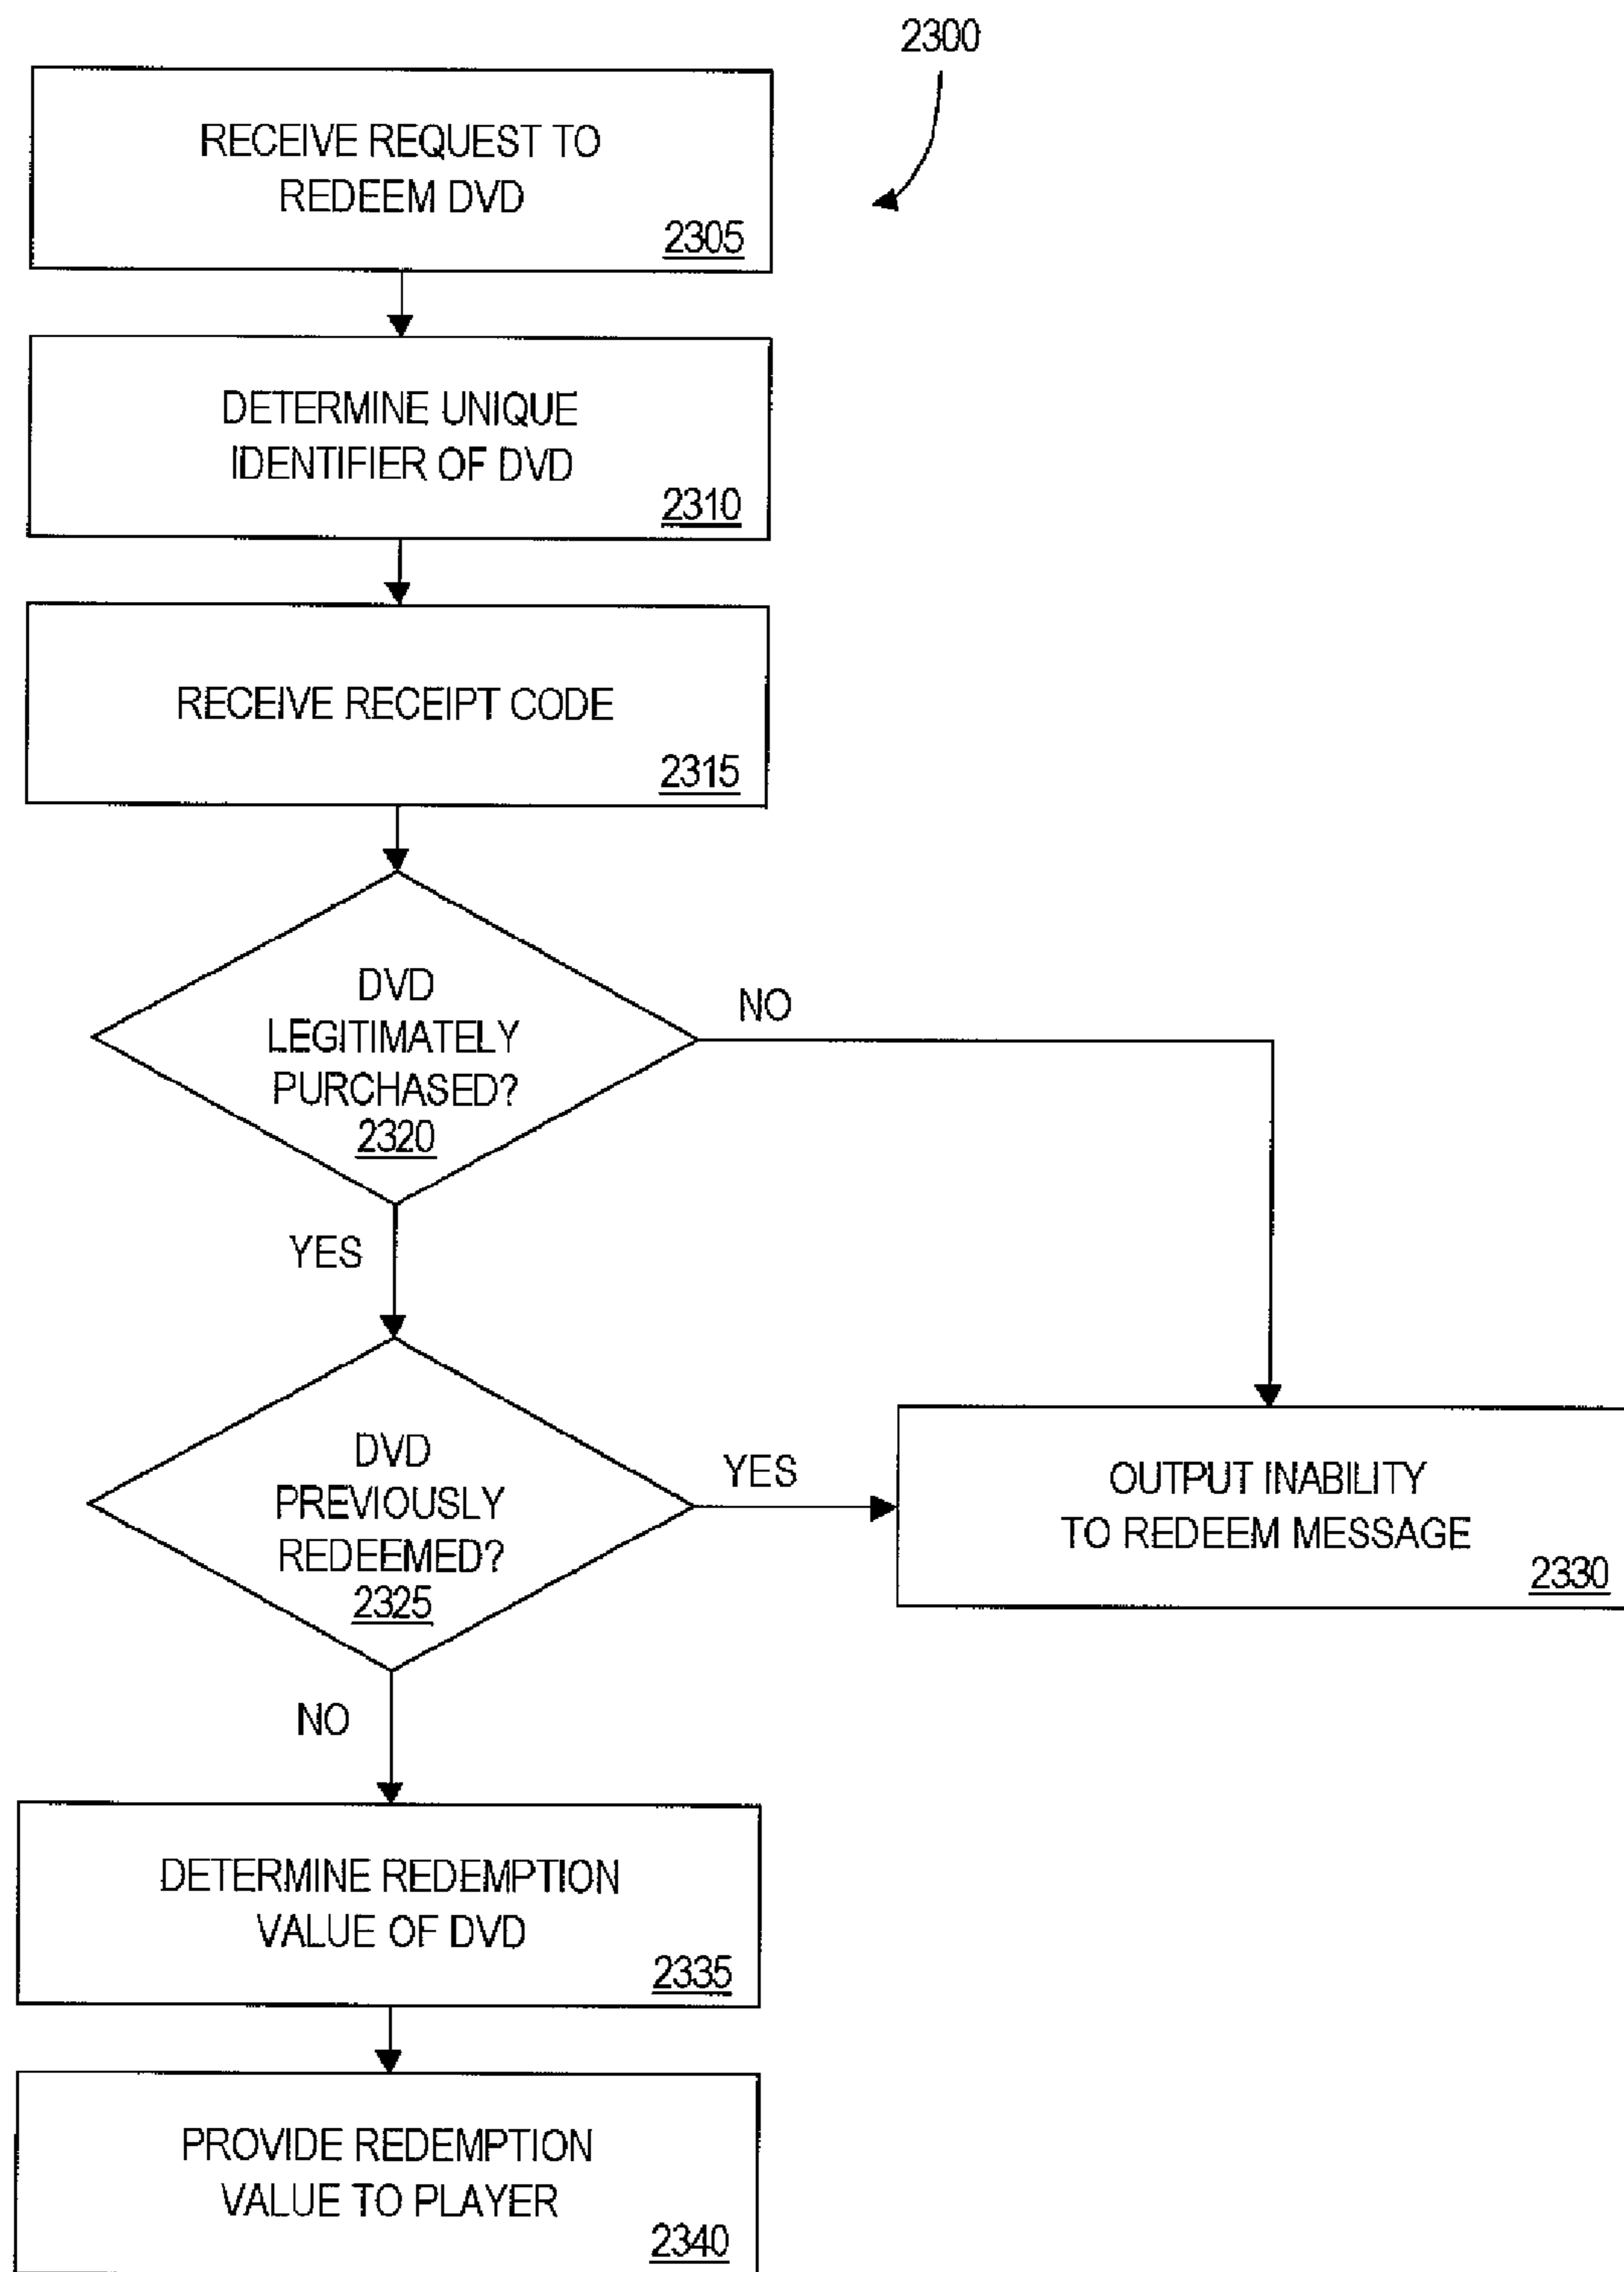 2300
RECEIVE REQUEST TO
REDEEM DVD
2305
DETERMINE UNIQUE
IDENTIFIER OF DVD
2310
RECEIVE RECEIPT CODE
2315
DVD
LEGITIMATELY
PURCHASED?
2320
NO
YES
DVD
PREVIOUSLY
REDEEMED?
2325
YES
OUTPUT INABILITY
TO REDEEM MESSAGE
2330
NO
DETERMINE REDEMPTION
VALUE OF DVD
2335
PROVIDE REDEMPTION
VALUE TO PLAYER
2340